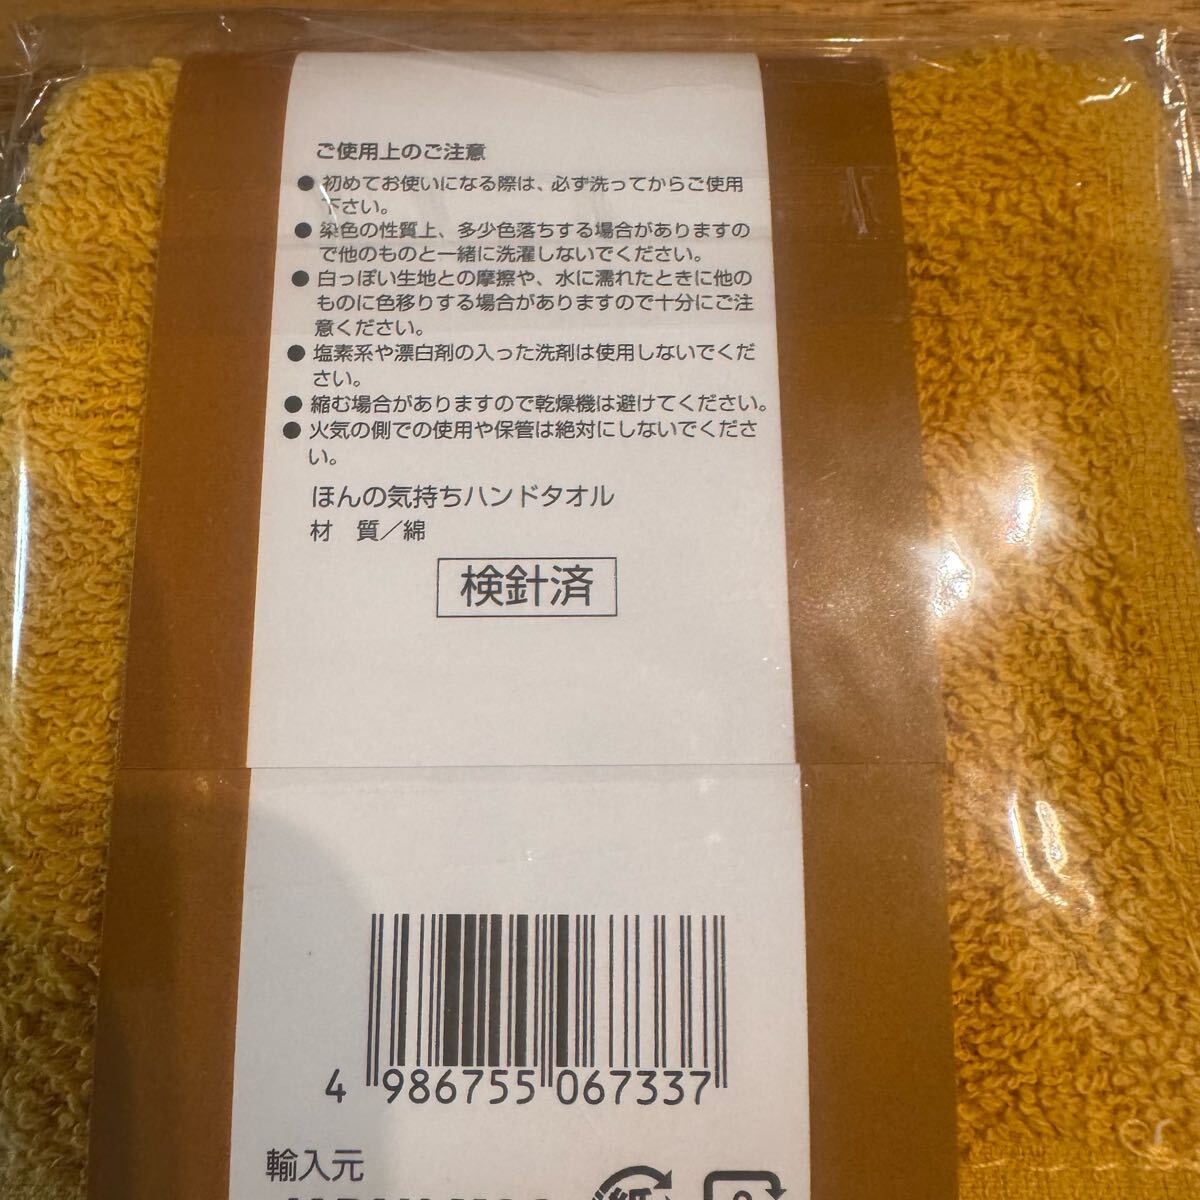 ご使用上のご注意
● 初めてお使いになる際は、必ず洗ってからご使用
下さい。
● 染色の性質上、多少色落ちする場合がありますの
で他のものと一緒に洗濯しないでください。
● 白っぽい生地との摩擦や、水に濡れたときに他の
ものに色移りする場合がありますので十分にご注
意ください。
● 塩素系や漂白剤の入った洗剤は使用しないでくだ
さい。
● 縮む場合がありますので乾燥機は避けてください。
● 火気の側での使用や保管は絶対にしないでくださ
い。
ほんの気持ちハンドタオル
材 質／綿
検針済
4 986755 067337
輸入元
紙